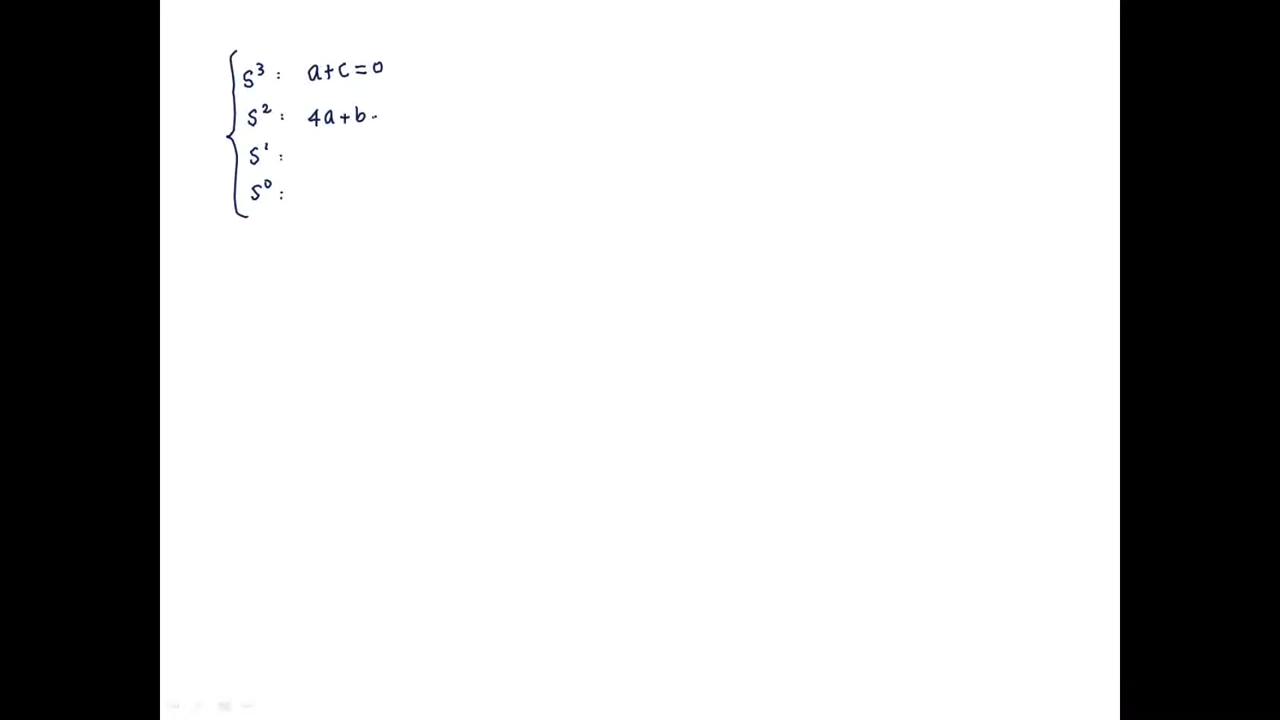 s³ : a+c=0
s² : 4a+b-
s¹ :
s⁰ :